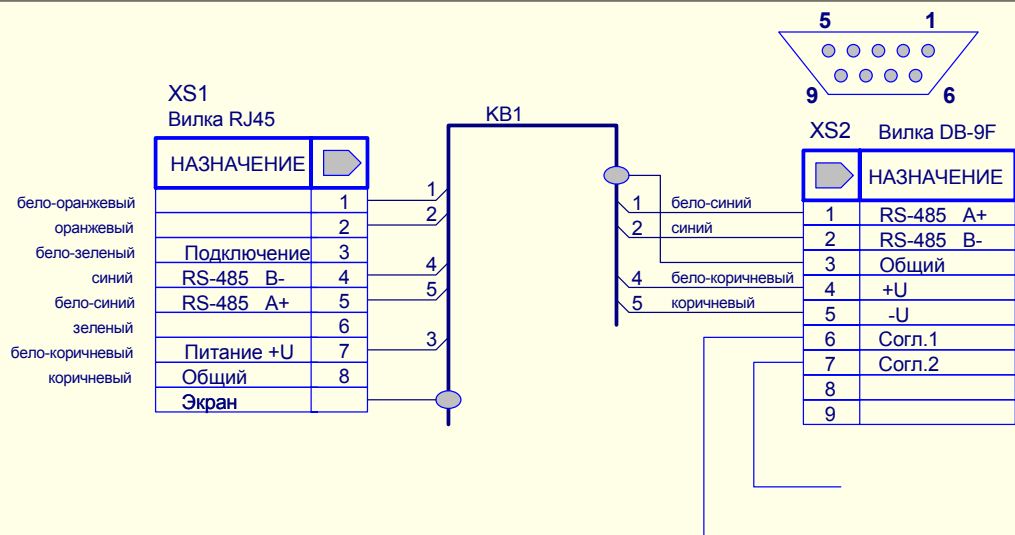 5 1
9 6
XS1
Вилка RJ45
KB1
XS2 Вилка DB-9F
НАЗНАЧЕНИЕ
НАЗНАЧЕНИЕ
бело-оранжевый 1 1
оранжевый 2 2
бело-зеленый Подключение 3
синий RS-485 B- 4 4
бело-синий RS-485 A+ 5 5
зеленый 6
бело-коричневый Питание +U 7 3
коричневый Общий 8
Экран
1 бело-синий 1 RS-485 A+
2 синий 2 RS-485 B-
3 Общий
4 бело-коричневый 4 +U
5 коричневый 5 -U
6 Согл.1
7 Согл.2
8
9